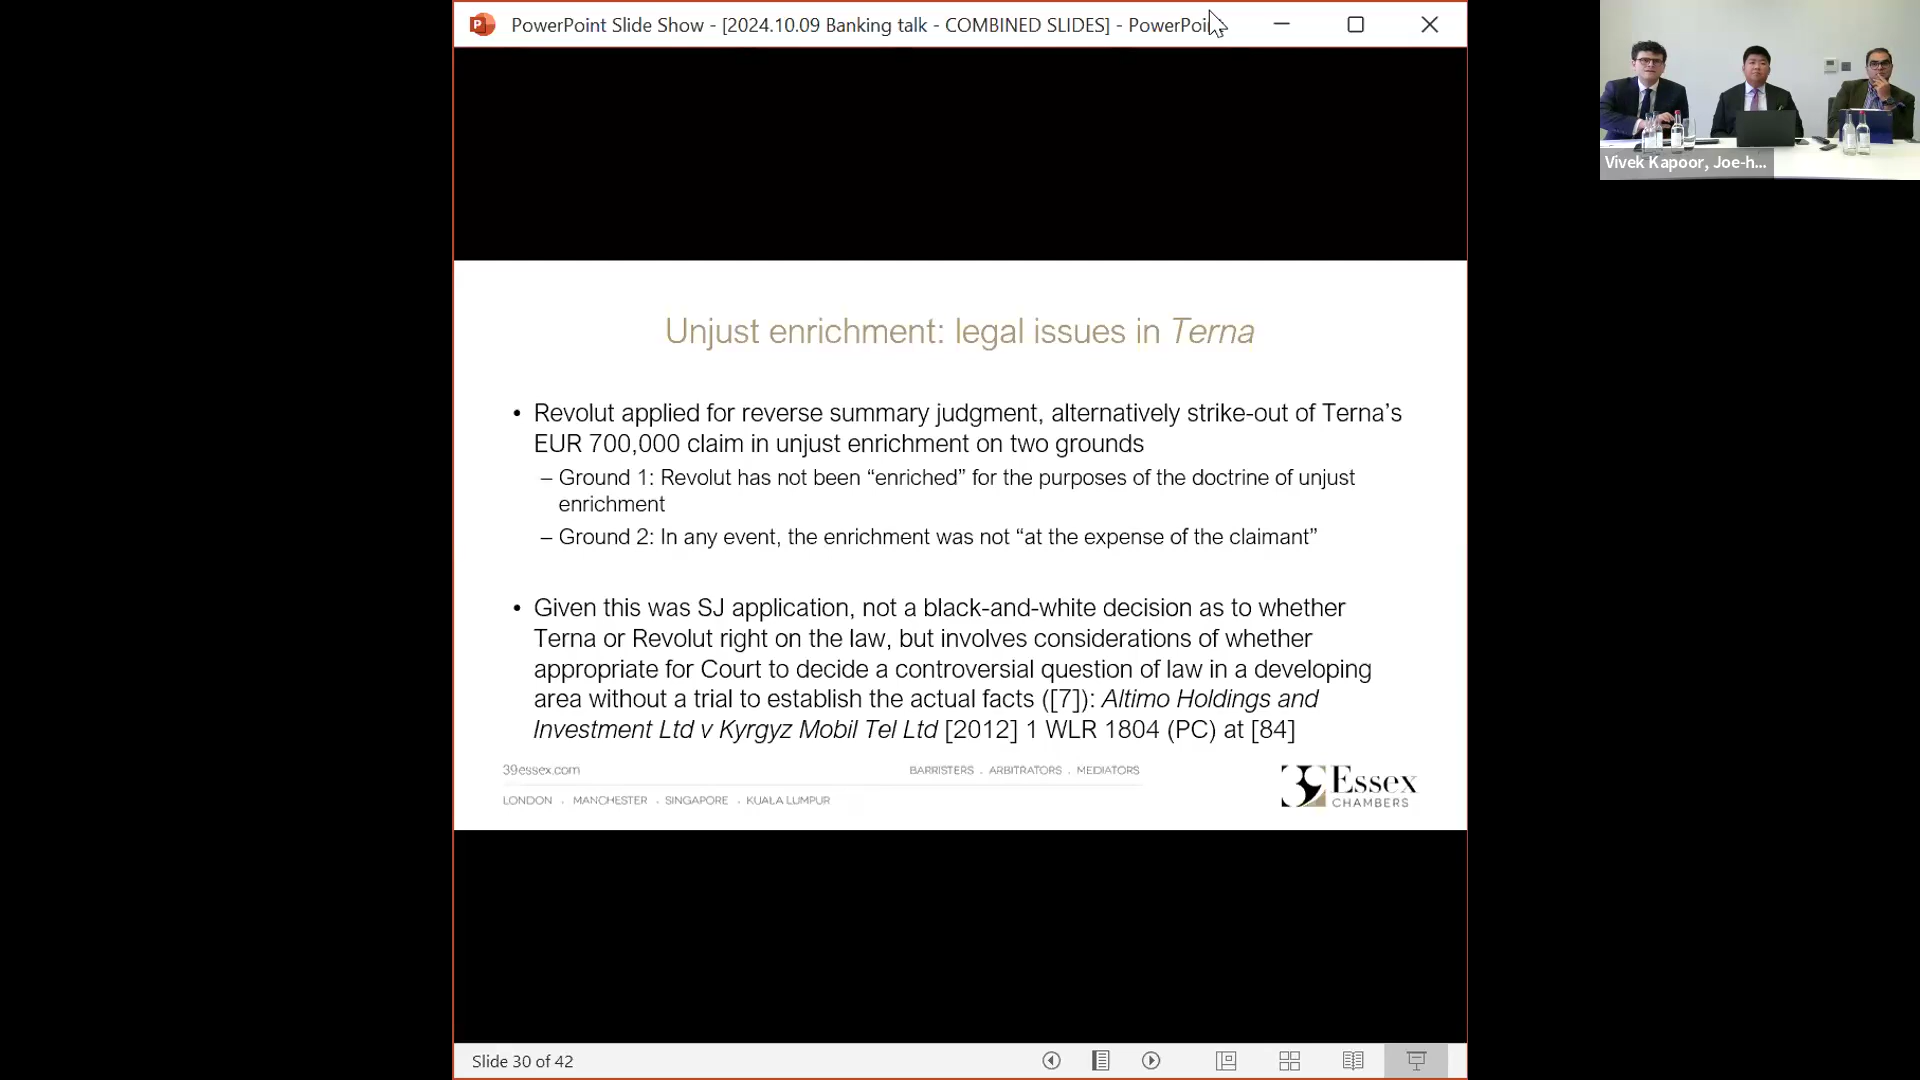 PowerPoint Slide Show - [2024.10.09 Banking talk - COMBINED SLIDES] - PowerPoi
Vivek Kapoor, Joe-h...
Unjust enrichment: legal issues in Terna
• Revolut applied for reverse summary judgment, alternatively strike-out of Terna’s
EUR 700,000 claim in unjust enrichment on two grounds
– Ground 1: Revolut has not been “enriched” for the purposes of the doctrine of unjust
enrichment
– Ground 2: In any event, the enrichment was not “at the expense of the claimant”
• Given this was SJ application, not a black-and-white decision as to whether
Terna or Revolut right on the law, but involves considerations of whether
appropriate for Court to decide a controversial question of law in a developing
area without a trial to establish the actual facts ([7]): Altimo Holdings and
Investment Ltd v Kyrgyz Mobil Tel Ltd [2012] 1 WLR 1804 (PC) at [84]
39essex.com
BARRISTERS . ARBITRATORS . MEDIATORS
LONDON . MANCHESTER . SINGAPORE . KUALA LUMPUR
39 Essex
CHAMBERS
Slide 30 of 42